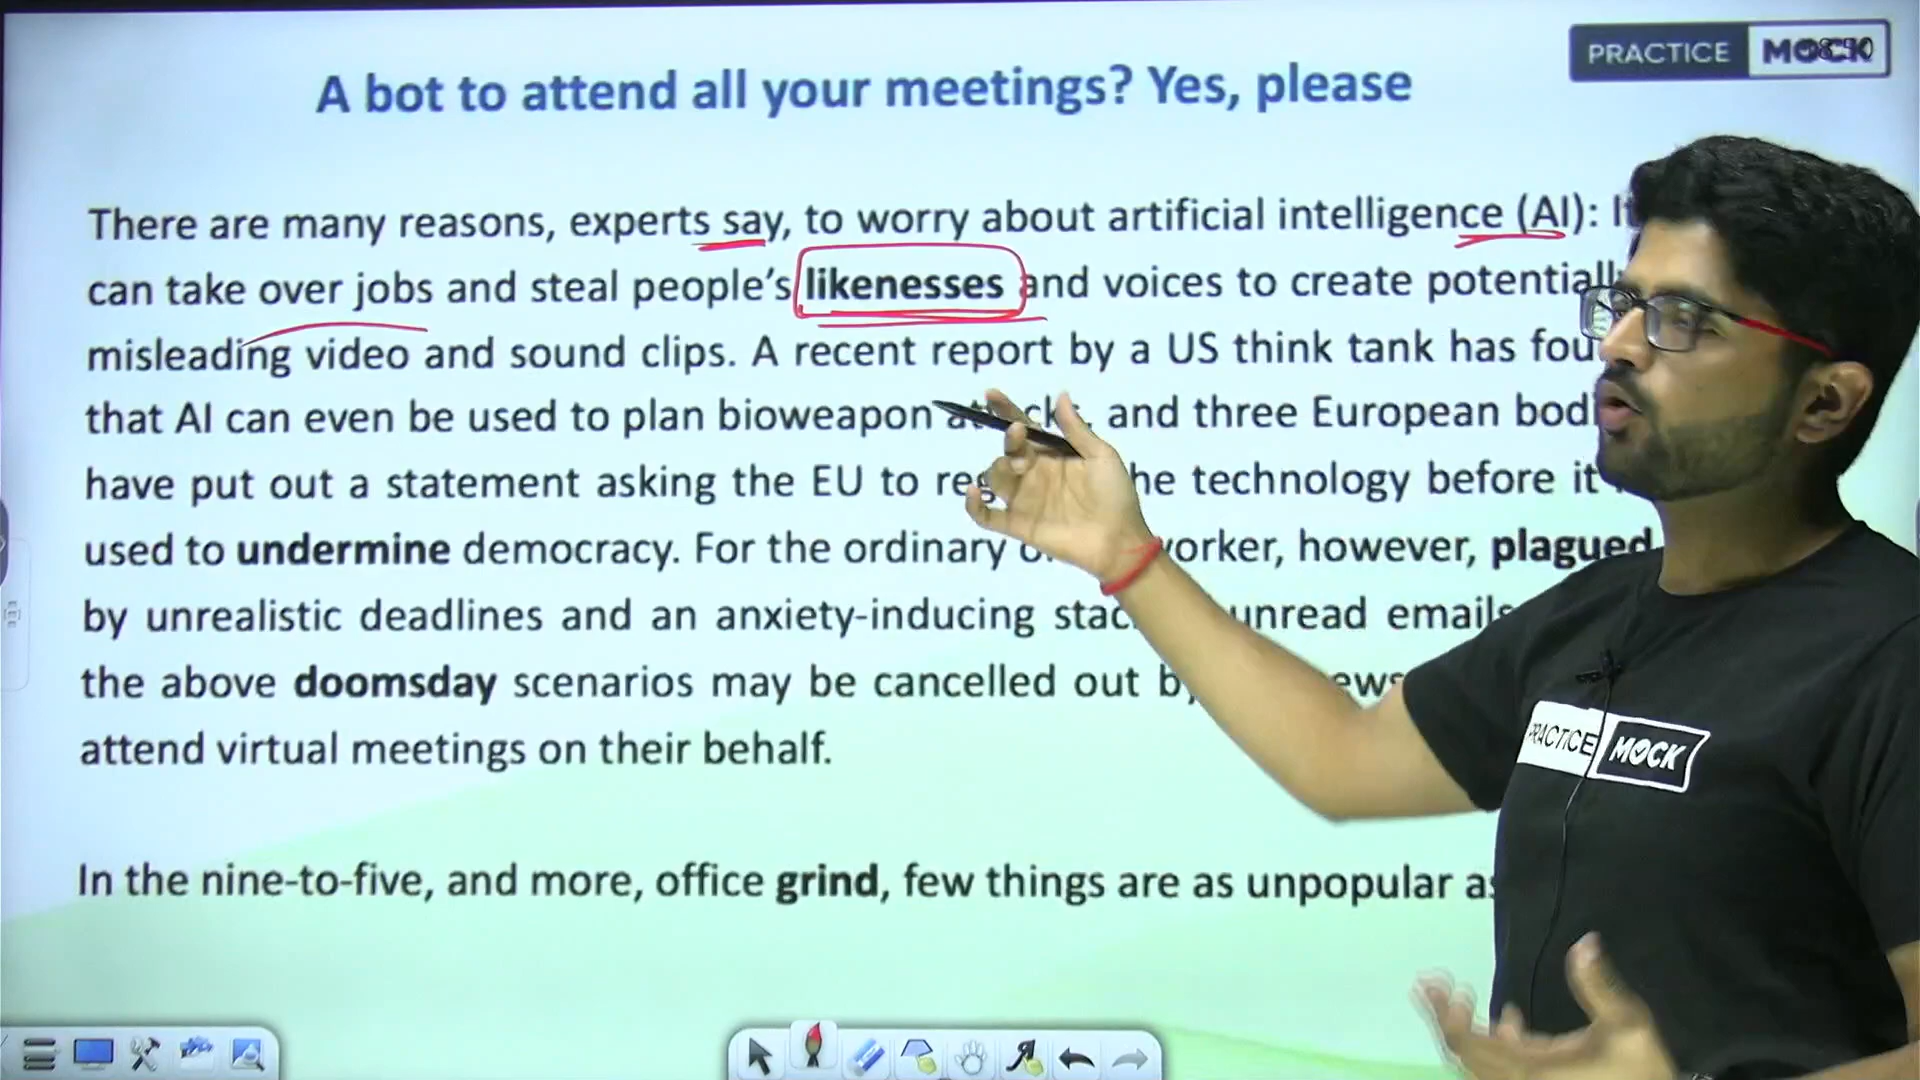 A bot to attend all your meetings? Yes, please
PRACTICE MOCK
There are many reasons, experts say, to worry about artificial intelligence (AI): It
can take over jobs and steal people's likenesses and voices to create potentially
misleading video and sound clips. A recent report by a US think tank has
that AI can even be used to plan bioweapon and three European
have put out a statement asking the EU to the technology before it
used to undermine democracy. For the ordinary worker, however, plagued
by unrealistic deadlines and an anxiety-inducing unread emails
the above doomsday scenarios may be cancelled out
attend virtual meetings on their behalf.
In the nine-to-five, and more, office grind, few things are as unpopular as
PRACTICE MOCK